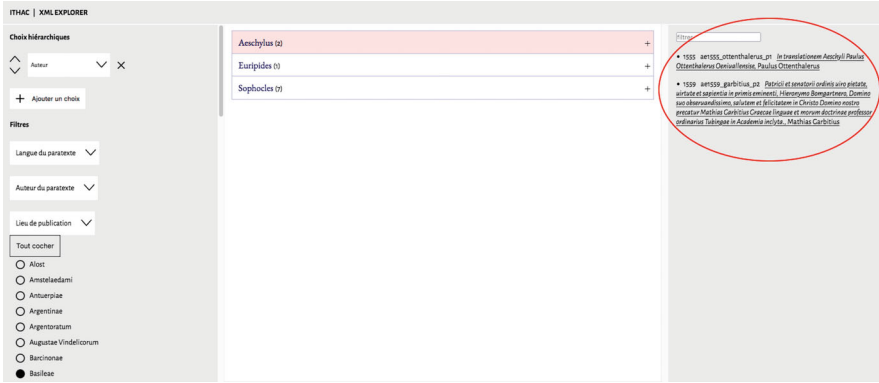 ITHAC | XML EXPLORER
Choix hiérarchiques
Auteur
Ajouter un choix
Filtres
Langue du paratexte
Auteur du paratexte
Lieu de publication
Tout cocher
Alost
Amstelaedami
Antuerpiae
Argentinae
Argentoratum
Augustae Vindelicorum
Barcinonae
Basileae
Aeschylus (2) +
Euripides (1) +
Sophocles (7) +
Filtres
• 1555 ae1555_ottenthalerus_p1 In translationem Aeschyli Paulus
Ottenthalerus Oeniuallensise, Paulus Ottenthalerus
• 1559 ae1559_garbitius_p2 Patricii et senatorii ordinis uiro pietate,
uirtute et sapientia in primis eminenti, Hieronymo Bomgartnero, Domino
suo obseruandissimo, salutem et felicitatem in Christo Domino nostro
precatur Mathias Garbitius Graecae linguae et morum doctrinae professor
ordinarius Tubingae in Academia inclyta., Mathias Garbitius